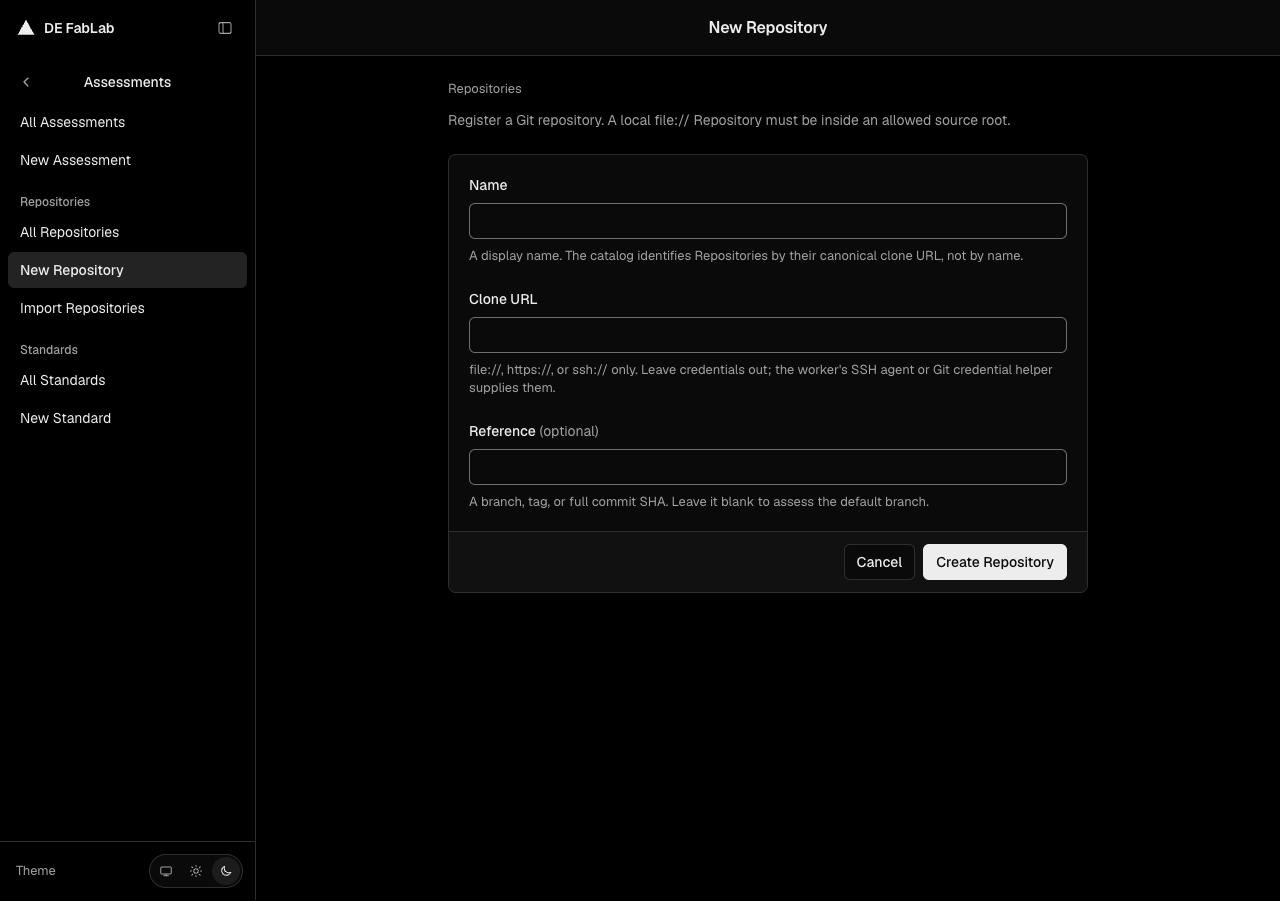 DE FabLab
Assessments
All Assessments
New Assessment
Repositories
All Repositories
New Repository
Import Repositories
Standards
All Standards
New Standard
Theme
New Repository
Repositories
Register a Git repository. A local file:// Repository must be inside an allowed source root.
Name
A display name. The catalog identifies Repositories by their canonical clone URL, not by name.
Clone URL
file://, https://, or ssh:// only. Leave credentials out; the worker's SSH agent or Git credential helper
supplies them.
Reference (optional)
A branch, tag, or full commit SHA. Leave it blank to assess the default branch.
Cancel
Create Repository